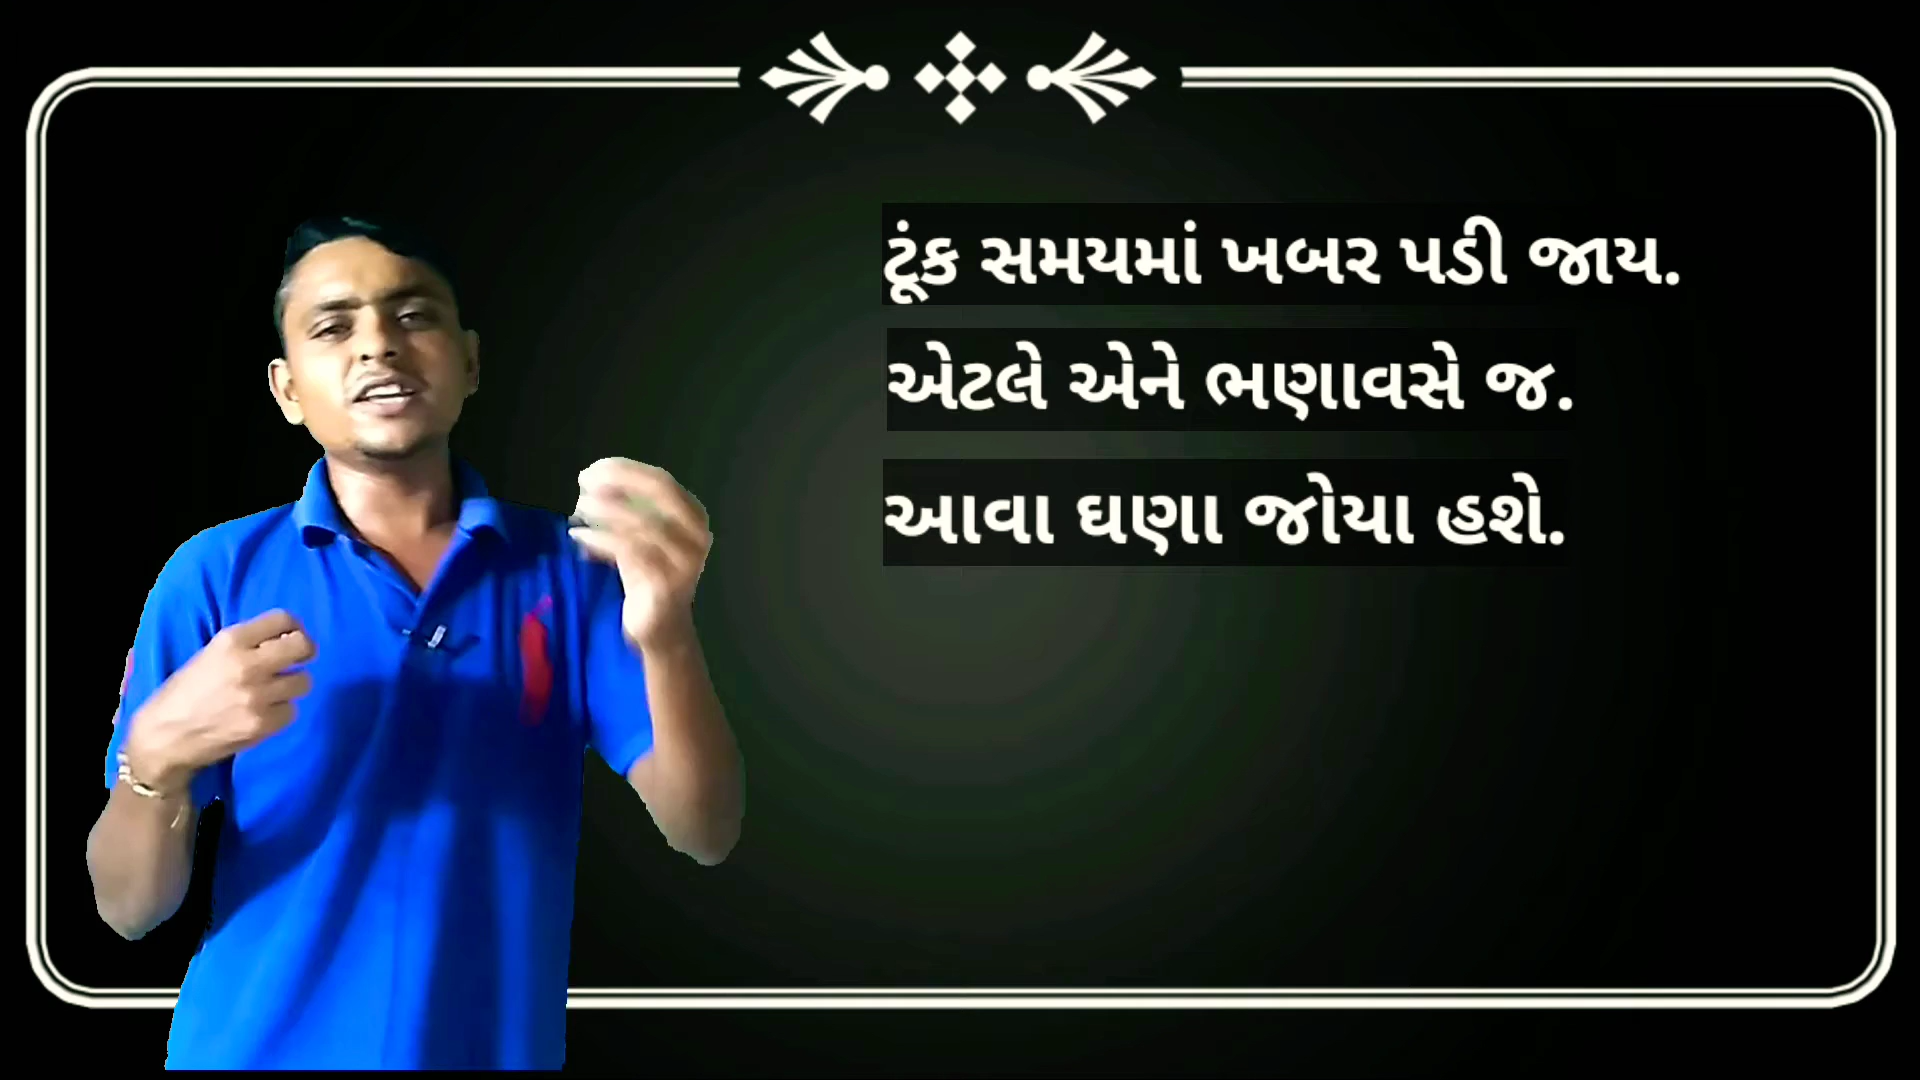 ટૂંક સમયમાં ખબર પડી જાય.
એટલે એને ભણાવસે જ.
આવા ઘણા જોયા હશે.